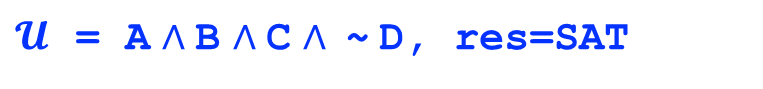 𝒰 = A∧B∧C∧ ~D, res=SAT